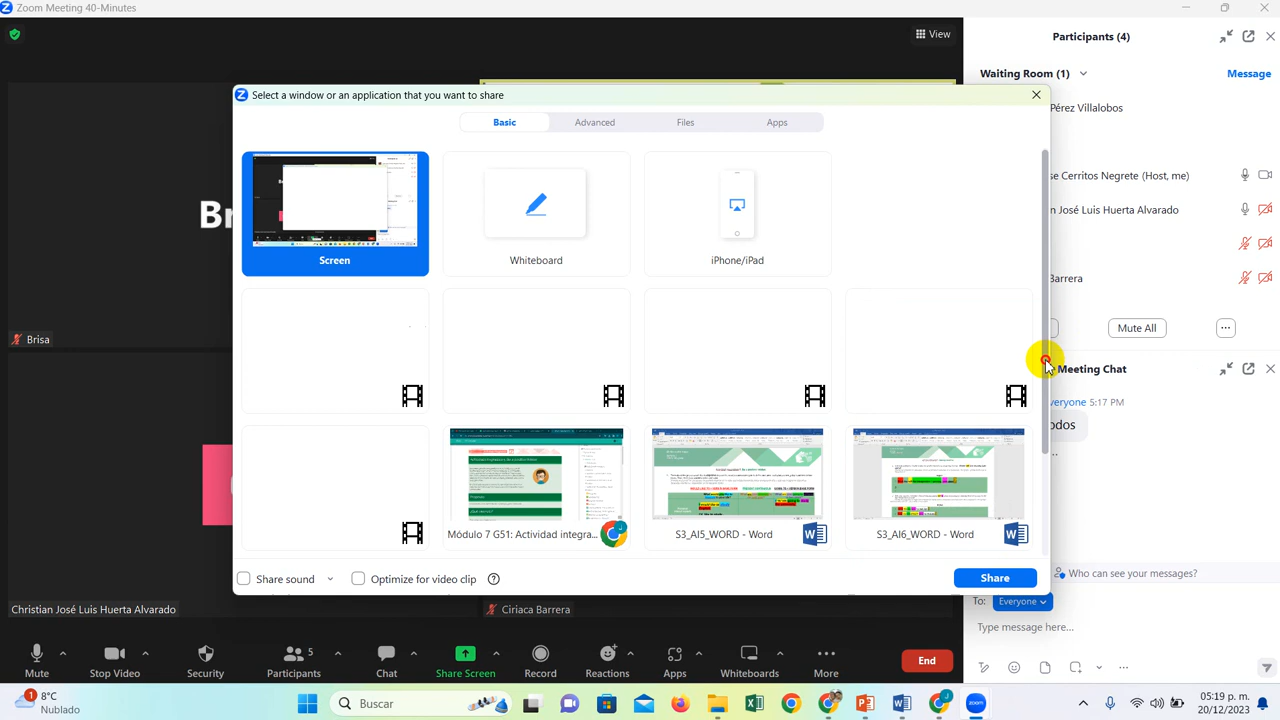 Zoom Meeting 40-Minutes
View
Participants (4)
Waiting Room (1)
Message
Pérez Villalobos
se Cerritos Negrete (Host, me)
n José Luis Huerta Alvarado
Barrera
Mute All
Select a window or an application that you want to share
Basic
Advanced
Files
Apps
Screen
Whiteboard
iPhone/iPad
Módulo 7 G51: Actividad integra...
S3_AI5_WORD - Word
S3_AI6_WORD - Word
Share sound
Optimize for video clip
Share
Br
Brisa
Christian José Luis Huerta Alvarado
Ciriaca Barrera
Meeting Chat
veryone 5:17 PM
odos
Who can see your messages?
To: Everyone
Type message here...
Mute
Stop Video
Security
Participants 5
Chat
Share Screen
Record
Reactions
Apps
Whiteboards
More
End
1
8°C
Nublado
Buscar
zoom
05:19 p. m.
20/12/2023